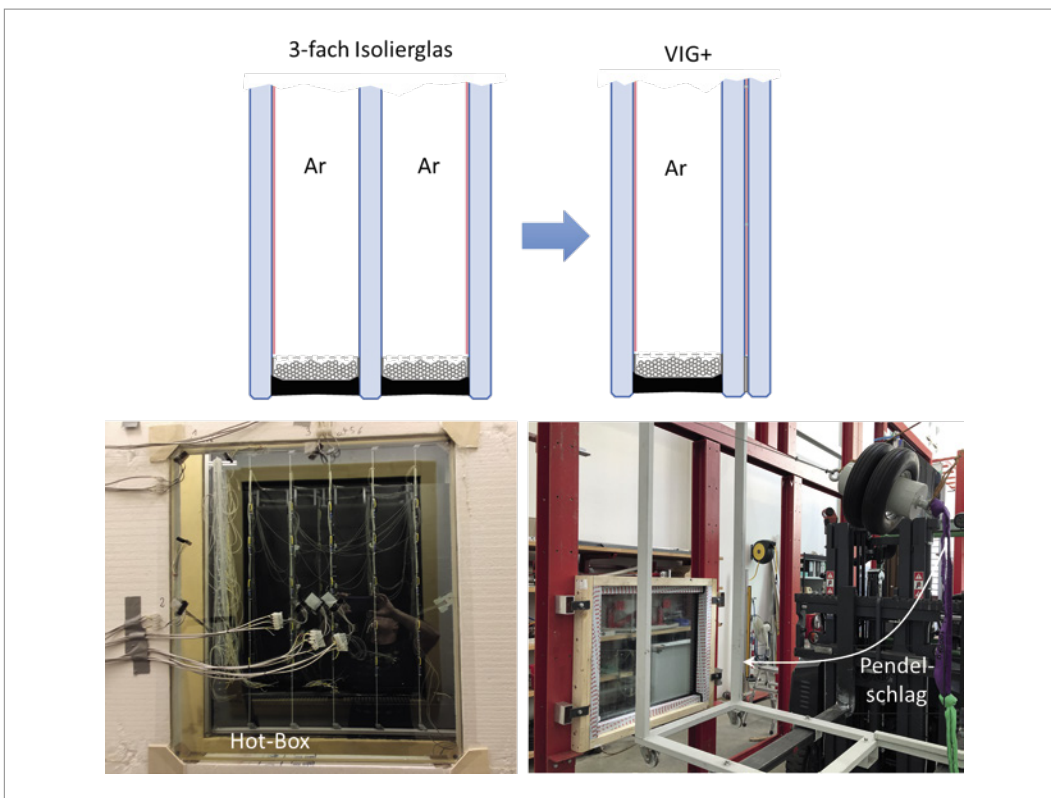 3-fach Isolierglas
VIG+
Ar
Ar
Ar
Hot-Box
Pendel-
schlag